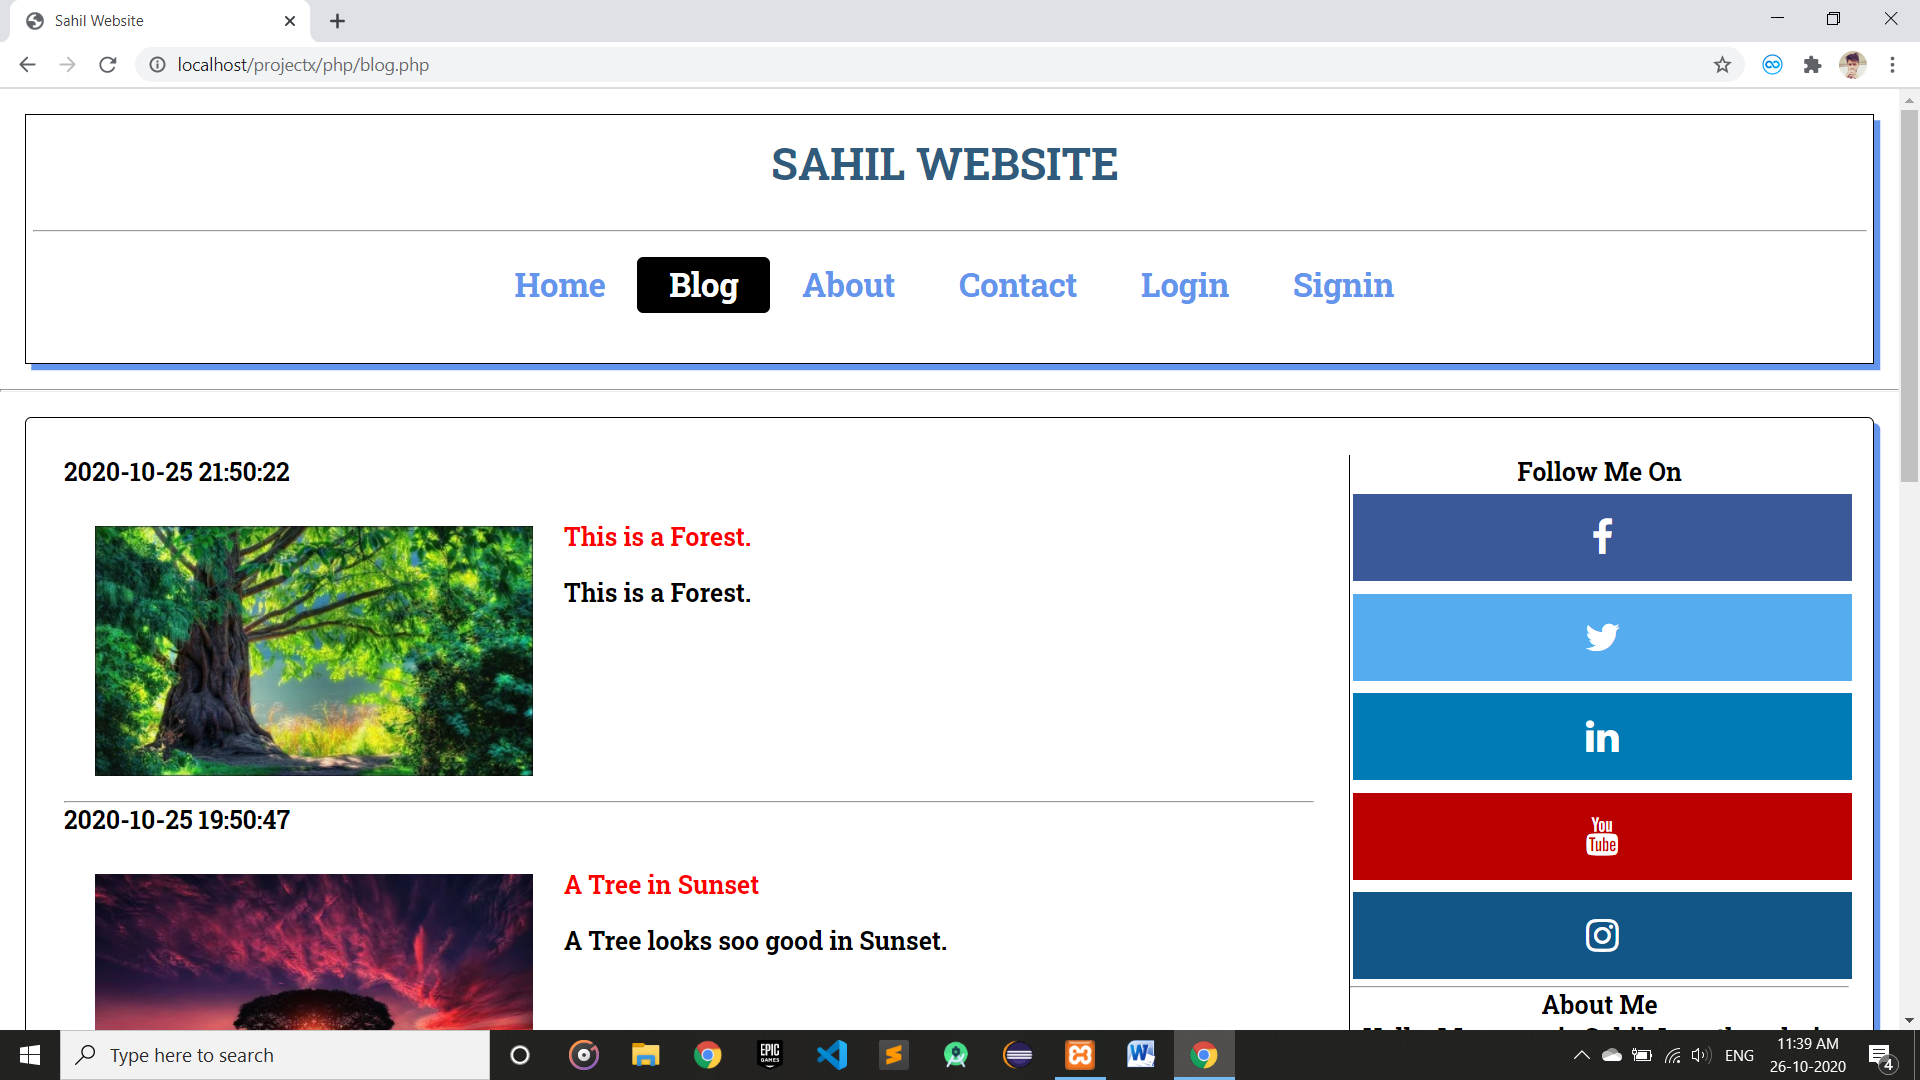 Sahil Website
localhost/projectx/php/blog.php
SAHIL WEBSITE
Home Blog About Contact Login Signin
2020-10-25 21:50:22
This is a Forest.
This is a Forest.
2020-10-25 19:50:47
A Tree in Sunset
A Tree looks soo good in Sunset.
Follow Me On
You
Tube
About Me
Type here to search
EPIC
GAMES
ENG
11:39 AM
26-10-2020
4